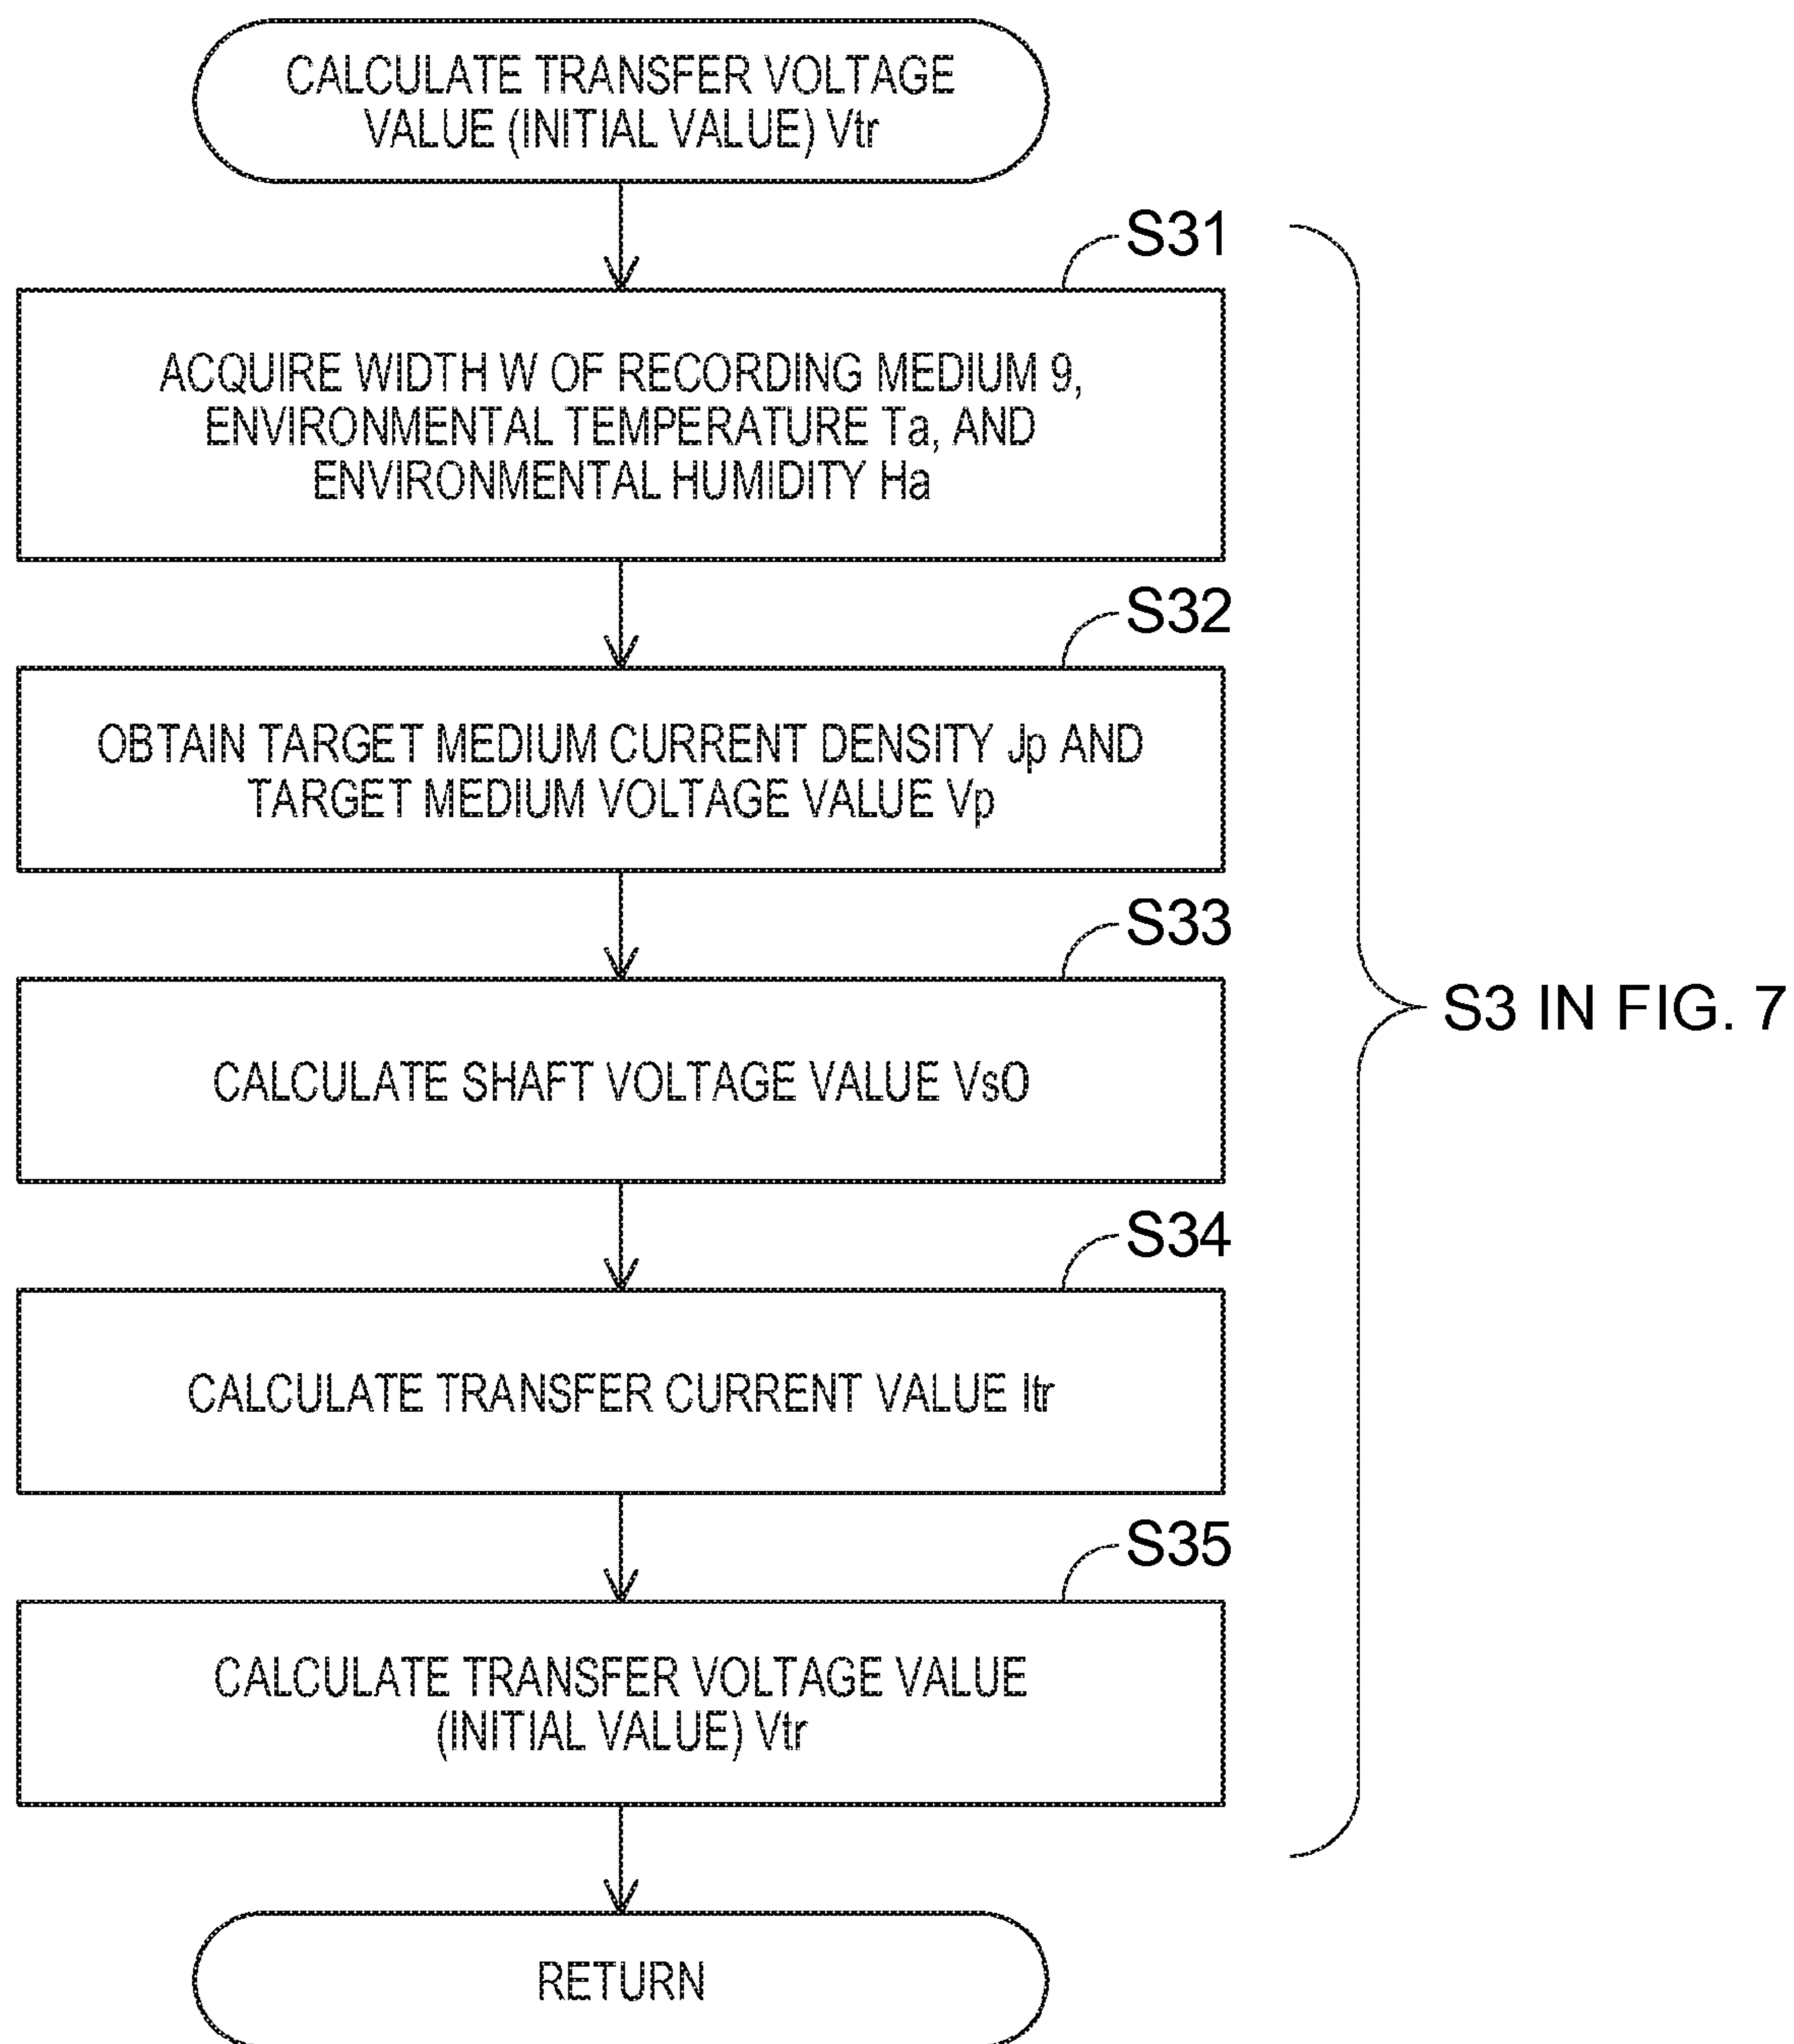 CALCULATE TRANSFER VOLTAGE
VALUE (INITIAL VALUE) Vtr
S31
ACQUIRE WIDTH W OF RECORDING MEDIUM 9,
ENVIRONMENTAL TEMPERATURE Ta, AND
ENVIRONMENTAL HUMIDITY Ha
S32
OBTAIN TARGET MEDIUM CURRENT DENSITY Jp AND
TARGET MEDIUM VOLTAGE VALUE Vp
S33
CALCULATE SHAFT VOLTAGE VALUE Vs0
S3 IN FIG. 7
S34
CALCULATE TRANSFER CURRENT VALUE Itr
S35
CALCULATE TRANSFER VOLTAGE VALUE
(INITIAL VALUE) Vtr
RETURN